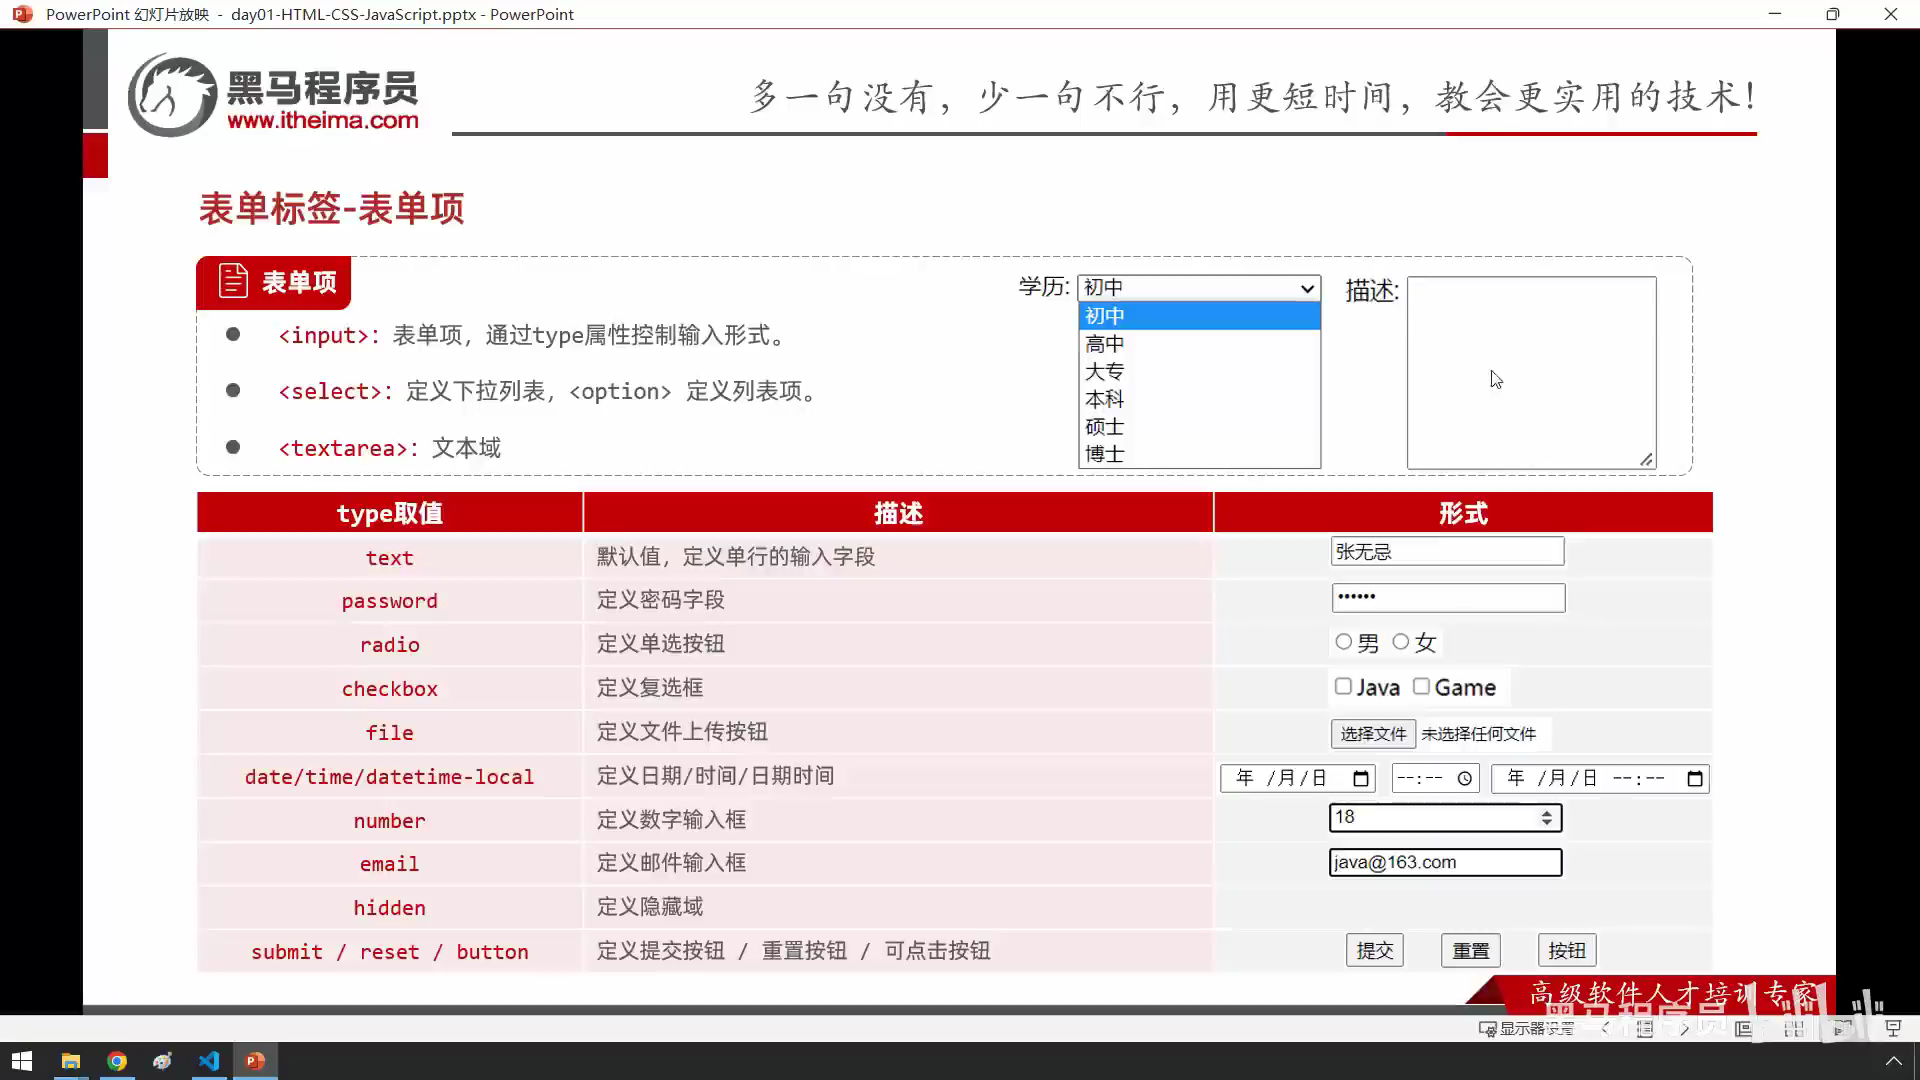 PowerPoint 幻灯片放映 - day01-HTML-CSS-JavaScript.pptx - PowerPoint
黑马程序员
www.itheima.com
多一句没有，少一句不行，用更短时间，教会更实用的技术！
表单标签-表单项
表单项
<input>：表单项，通过type属性控制输入形式。
<select>：定义下拉列表，<option> 定义列表项。
<textarea>：文本域
学历: 初中
初中
高中
大专
本科
硕士
博士
描述:
type取值 描述 形式
text 默认值，定义单行的输入字段 张无忌
password 定义密码字段 ••••••
radio 定义单选按钮 男 女
checkbox 定义复选框 Java Game
file 定义文件上传按钮 选择文件 未选择任何文件
date/time/datetime-local 定义日期/时间/日期时间 年 /月/日 --:-- 年 /月/日 --:--
number 定义数字输入框 18
email 定义邮件输入框 java@163.com
hidden 定义隐藏域
submit / reset / button 定义提交按钮 / 重置按钮 / 可点击按钮 提交 重置 按钮
高级软件人才培训专家
黑马程序员
显示器设置